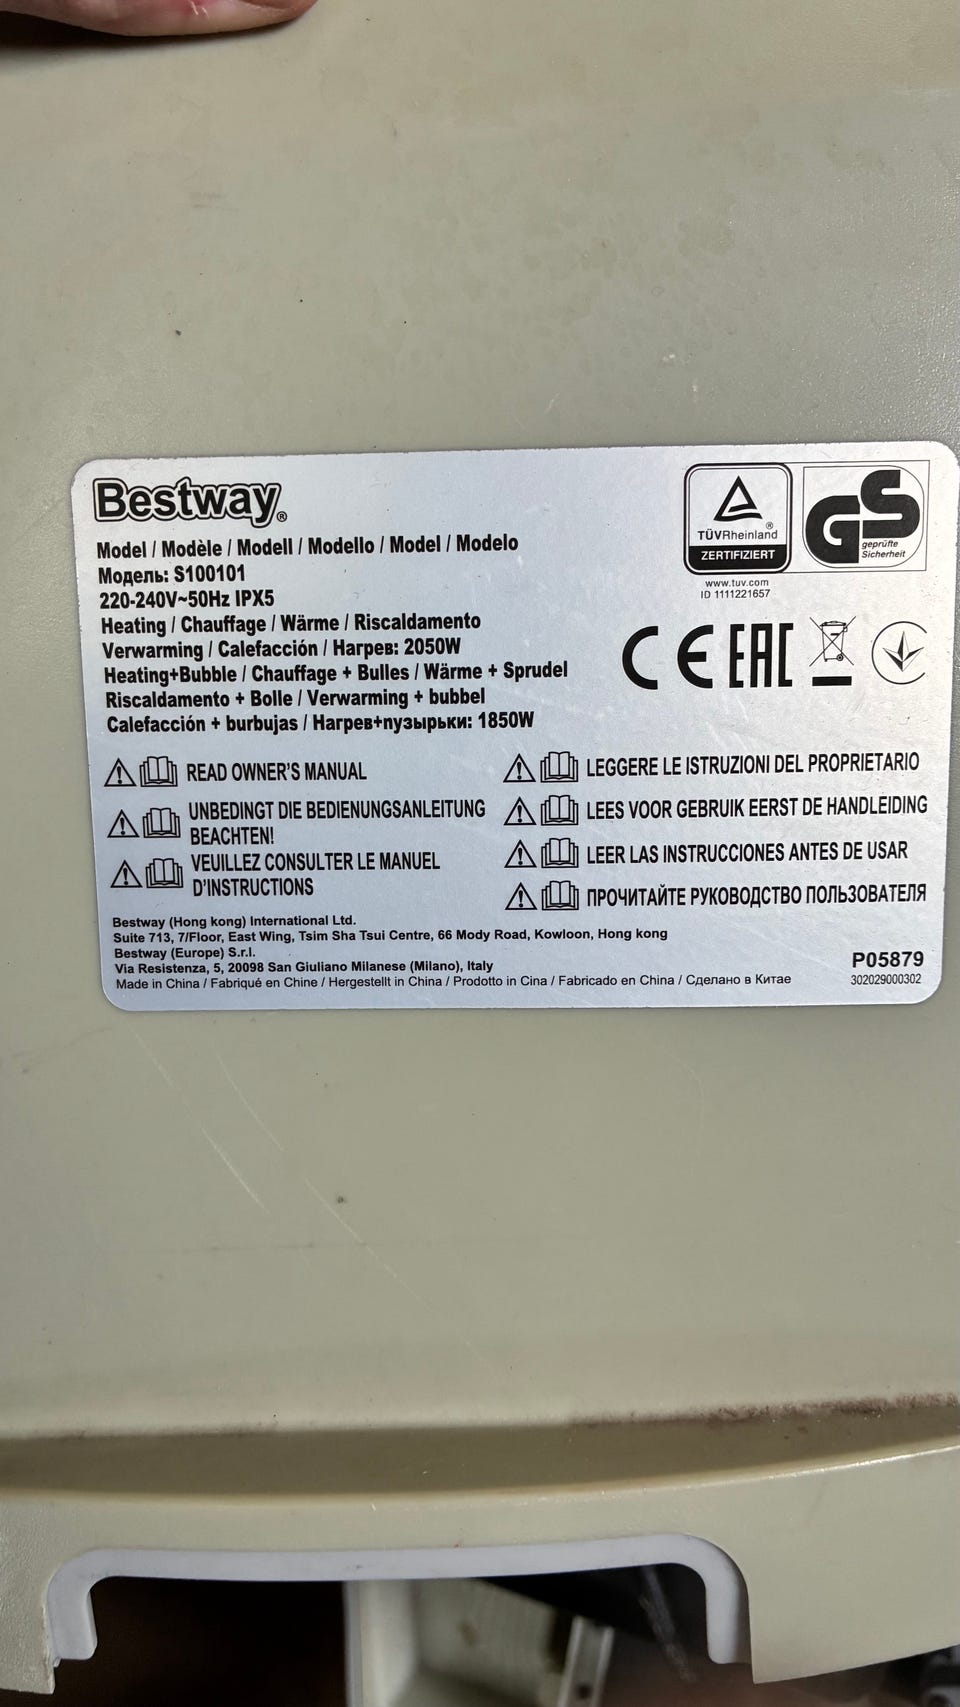 Bestway®
Model / Modèle / Modell / Modello / Model / Modelo
Модель: S100101
220-240V~50Hz IPX5
Heating / Chauffage / Wärme / Riscaldamento
Verwarming / Calefacción / Нагрев: 2050W
Heating+Bubble / Chauffage + Bulles / Wärme + Sprudel
Riscaldamento + Bolle / Verwarming + bubbel
Calefacción + burbujas / Нагрев+пузырьки: 1850W
TÜVRheinland®
ZERTIFIZIERT
GS
geprüfte
Sicherheit
www.tuv.com
ID 1111221657
CE EAC
READ OWNER'S MANUAL
UNBEDINGT DIE BEDIENUNGSANLEITUNG
BEACHTEN!
VEUILLEZ CONSULTER LE MANUEL
D'INSTRUCTIONS
LEGGERE LE ISTRUZIONI DEL PROPRIETARIO
LEES VOOR GEBRUIK EERST DE HANDLEIDING
LEER LAS INSTRUCCIONES ANTES DE USAR
ПРОЧИТАЙТЕ РУКОВОДСТВО ПОЛЬЗОВАТЕЛЯ
Bestway (Hong kong) International Ltd.
Suite 713, 7/Floor, East Wing, Tsim Sha Tsui Centre, 66 Mody Road, Kowloon, Hong kong
Bestway (Europe) S.r.l.
Via Resistenza, 5, 20098 San Giuliano Milanese (Milano), Italy
Made in China / Fabriqué en Chine / Hergestellt in China / Prodotto in Cina / Fabricado en China / Сделано в Китае
P05879
302029000302